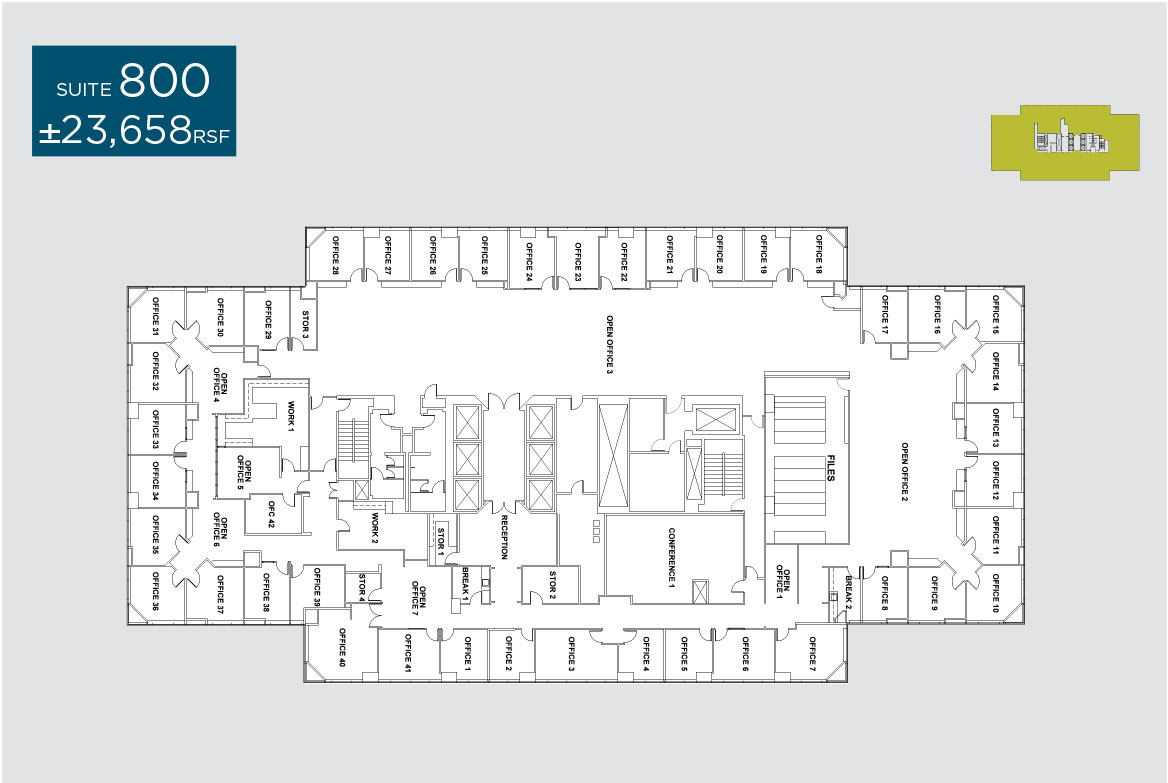 SUITE 800
±23,658RSF
OFFICE 28
OFFICE 27
OFFICE 26
OFFICE 25
OFFICE 24
OFFICE 23
OFFICE 22
OFFICE 21
OFFICE 20
OFFICE 19
OFFICE 18
OFFICE 31
OFFICE 30
OFFICE 29
STOR 3
OPEN OFFICE 3
OFFICE 17
OFFICE 16
OFFICE 15
OFFICE 32
OPEN
OFFICE 4
OFFICE 14
WORK 1
OFFICE 33
OFFICE 13
OPEN
OFFICE 5
OPEN OFFICE 2
FILES
OFFICE 34
OFFICE 12
OFC 42
OPEN
OFFICE 6
WORK 2
STOR 1
RECEPTION
CONFERENCE 1
OFFICE 35
OFFICE 11
OFFICE 36
OFFICE 37
OFFICE 38
OFFICE 39
STOR 4
OPEN
OFFICE 7
BREAK 1
STOR 2
OPEN
OFFICE 1
BREAK 2
OFFICE 8
OFFICE 9
OFFICE 10
OFFICE 40
OFFICE 41
OFFICE 1
OFFICE 2
OFFICE 3
OFFICE 4
OFFICE 5
OFFICE 6
OFFICE 7